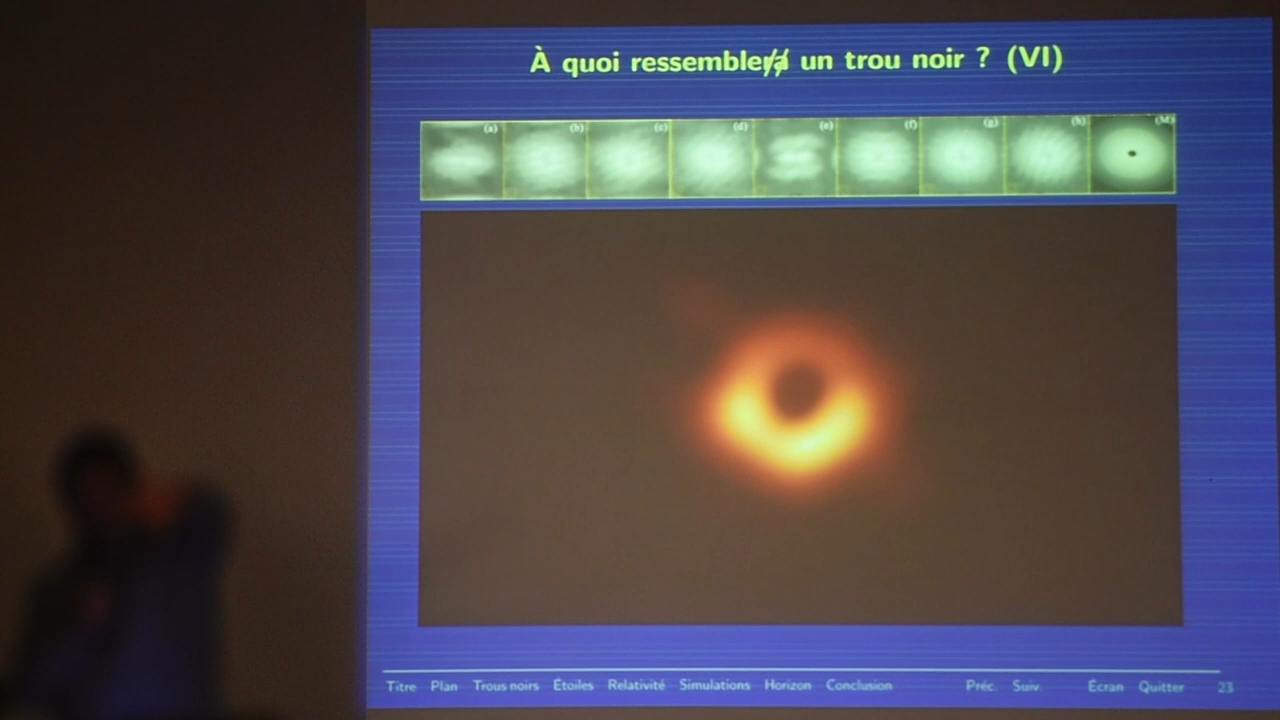 À quoi ressemblera un trou noir ? (VI)
(a) (b) (c) (d) (e) (f) (g) (h) (M)
Titre Plan Trous noirs Étoiles Relativité Simulations Horizon Conclusion Préc. Suiv. Écran Quitter 23